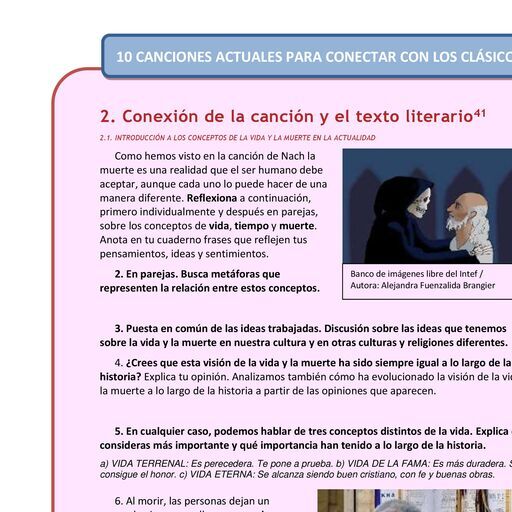 10 CANCIONES ACTUALES PARA CONECTAR CON LOS CLÁSICO
2. Conexión de la canción y el texto literario41
2.1. INTRODUCCIÓN A LOS CONCEPTOS DE LA VIDA Y LA MUERTE EN LA ACTUALIDAD
Como hemos visto en la canción de Nach la
muerte es una realidad que el ser humano debe
aceptar, aunque cada uno lo puede hacer de una
manera diferente. Reflexiona a continuación,
primero individualmente y después en parejas,
sobre los conceptos de vida, tiempo y muerte.
Anota en tu cuaderno frases que reflejen tus
pensamientos, ideas y sentimientos.
Banco de imágenes libre del Intef /
Autora: Alejandra Fuenzalida Brangier
2. En parejas. Busca metáforas que
representen la relación entre estos conceptos.
3. Puesta en común de las ideas trabajadas. Discusión sobre las ideas que tenemos
sobre la vida y la muerte en nuestra cultura y en otras culturas y religiones diferentes.
4. ¿Crees que esta visión de la vida y la muerte ha sido siempre igual a lo largo de la
historia? Explica tu opinión. Analizamos también cómo ha evolucionado la visión de la vi
la muerte a lo largo de la historia a partir de las opiniones que aparecen.
5. En cualquier caso, podemos hablar de tres conceptos distintos de la vida. Explica
consideras más importante y qué importancia han tenido a lo largo de la historia.
a) VIDA TERRENAL: Es perecedera. Te pone a prueba. b) VIDA DE LA FAMA: Es más duradera. S
consigue el honor. c) VIDA ETERNA: Se alcanza siendo buen cristiano, con fe y buenas obras.
6. Al morir, las personas dejan un